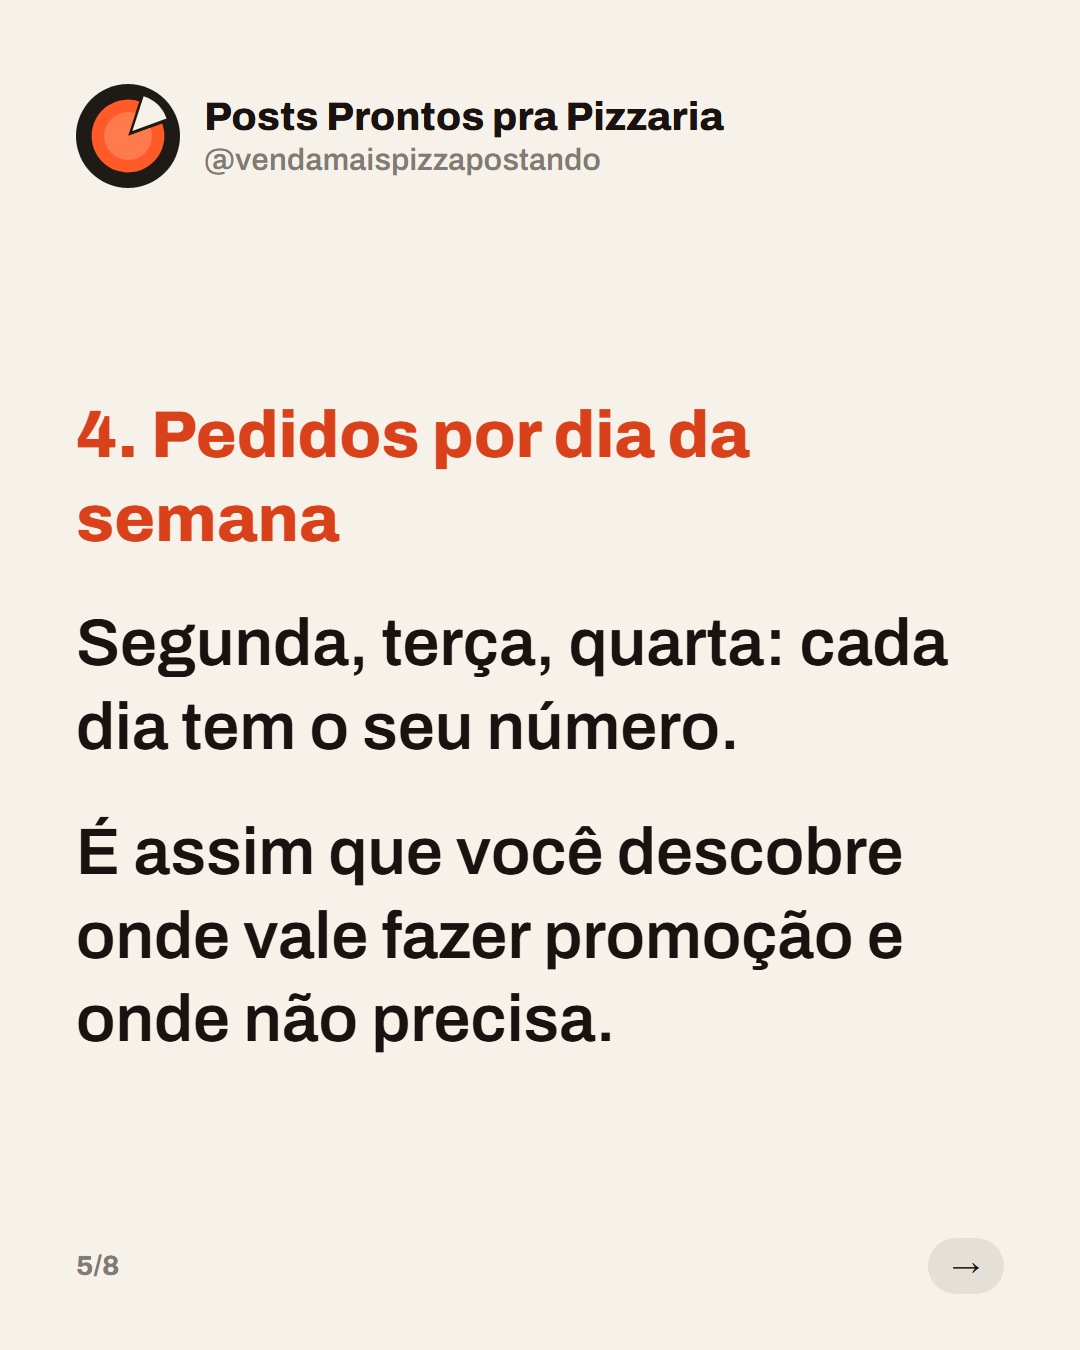 Posts Prontos pra Pizzaria
@vendamaispizzapostando
4. Pedidos por dia da
semana
Segunda, terça, quarta: cada
dia tem o seu número.
É assim que você descobre
onde vale fazer promoção e
onde não precisa.
5/8
→